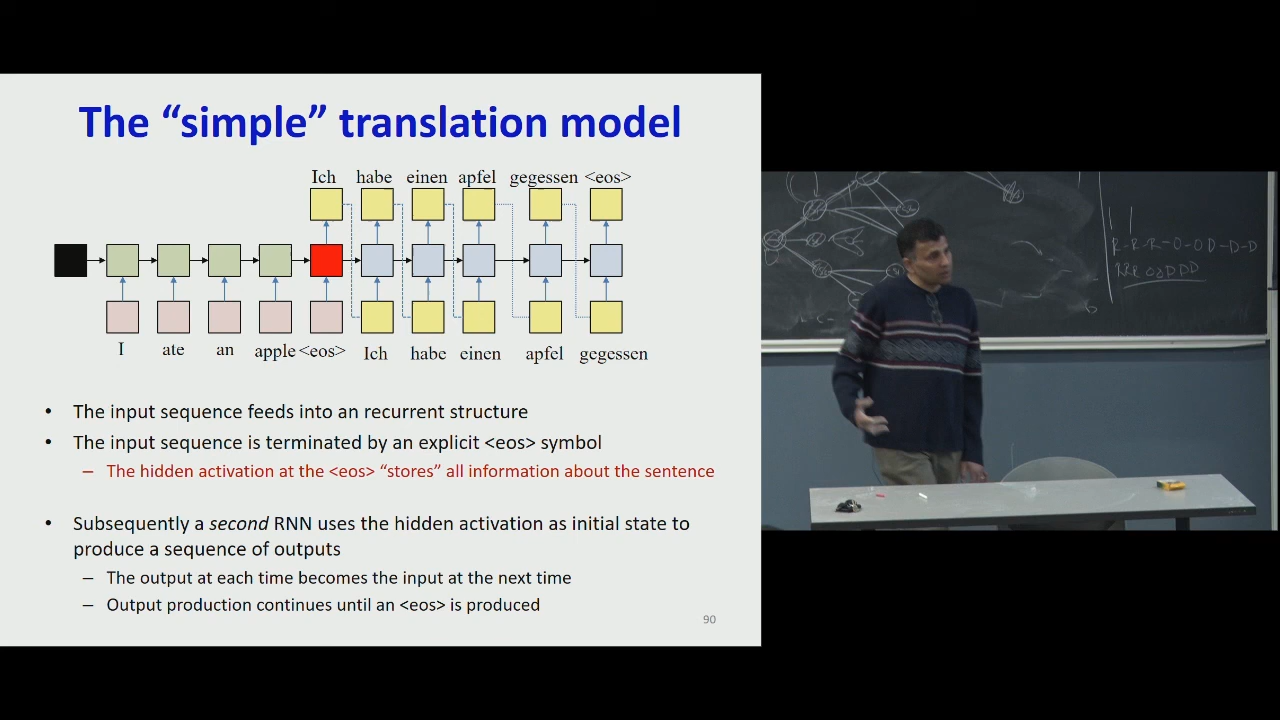 The “simple” translation model
Ich habe einen apfel gegessen <eos>
I ate an apple <eos> Ich habe einen apfel gegessen
• The input sequence feeds into an recurrent structure
• The input sequence is terminated by an explicit <eos> symbol
– The hidden activation at the <eos> “stores” all information about the sentence
• Subsequently a second RNN uses the hidden activation as initial state to
produce a sequence of outputs
– The output at each time becomes the input at the next time
– Output production continues until an <eos> is produced
90
R-R-R-O-OD-D-D